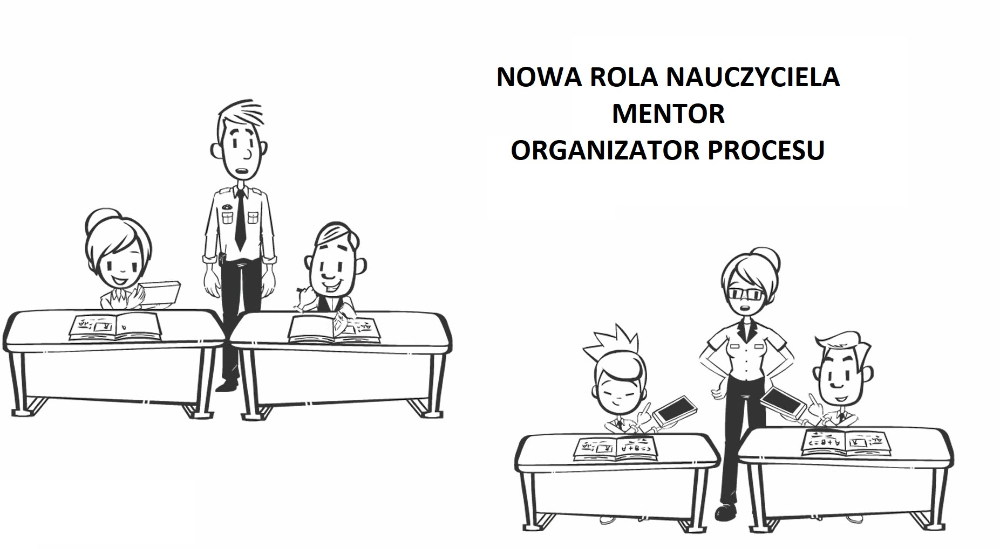 NOWA ROLA NAUCZYCIELA
MENTOR
ORGANIZATOR PROCESU